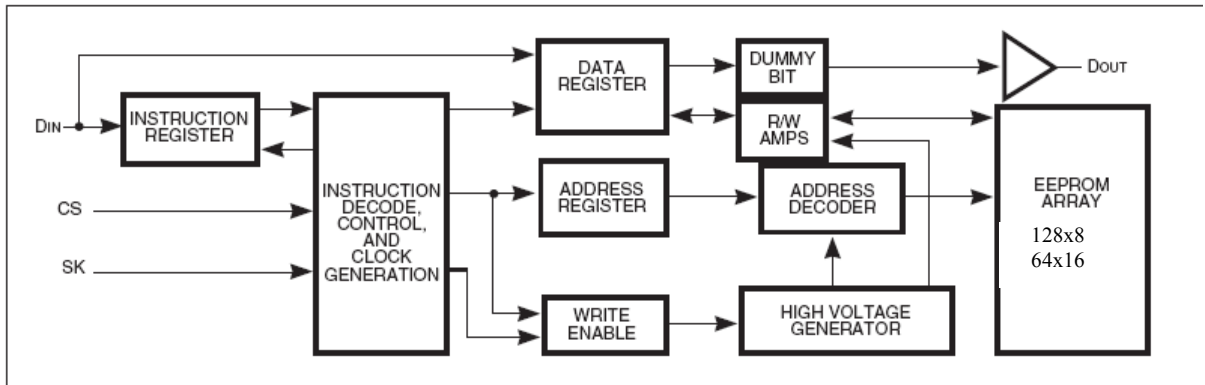 DIN
INSTRUCTION
REGISTER
CS
SK
INSTRUCTION
DECODE,
CONTROL,
AND
CLOCK
GENERATION
DATA
REGISTER
ADDRESS
REGISTER
WRITE
ENABLE
DUMMY
BIT
R/W
AMPS
ADDRESS
DECODER
HIGH VOLTAGE
GENERATOR
DOUT
EEPROM
ARRAY
128x8
64x16